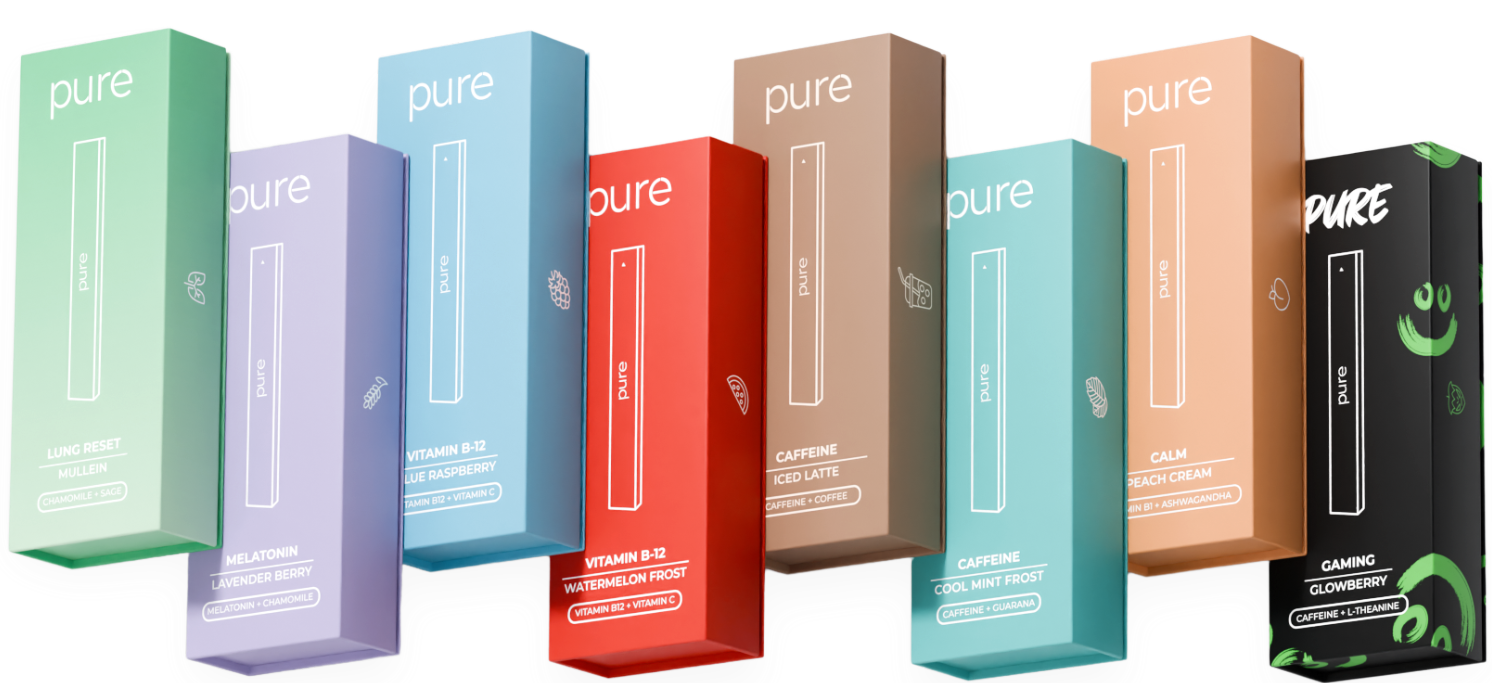 pure
pure
LUNG RESET
MULLEIN
CHAMOMILE + SAGE
pure
pure
MELATONIN
LAVENDER BERRY
MELATONIN + CHAMOMILE
pure
pure
VITAMIN B-12
LUE RASPBERRY
TAMIN B12 + VITAMIN C
pure
pure
VITAMIN B-12
WATERMELON FROST
VITAMIN B12 + VITAMIN C
pure
pure
CAFFEINE
ICED LATTE
CAFFEINE + COFFEE
pure
pure
CAFFEINE
COOL MINT FROST
CAFFEINE + GUARANA
pure
pure
CALM
PEACH CREAM
MIN B1 + ASHWAGANDHA
PURE
pure
GAMING
GLOWBERRY
CAFFEINE + L-THEANINE